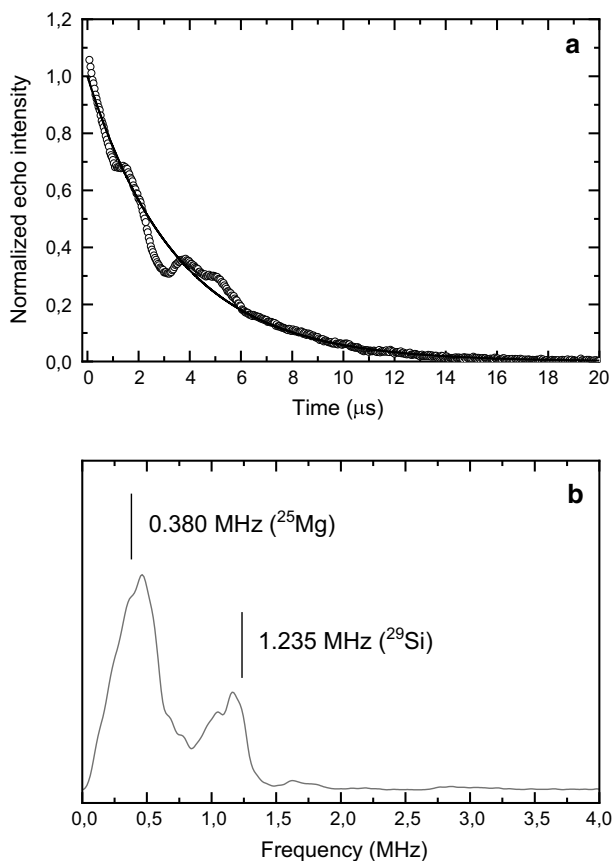 a
1,2
1,0
0,8
0,6
0,4
0,2
0,0
Normalized echo intensity
0 2 4 6 8 10 12 14 16 18 20
Time (μs)
b
0.380 MHz (²⁵Mg)
1.235 MHz (²⁹Si)
0,0 0,5 1,0 1,5 2,0 2,5 3,0 3,5 4,0
Frequency (MHz)